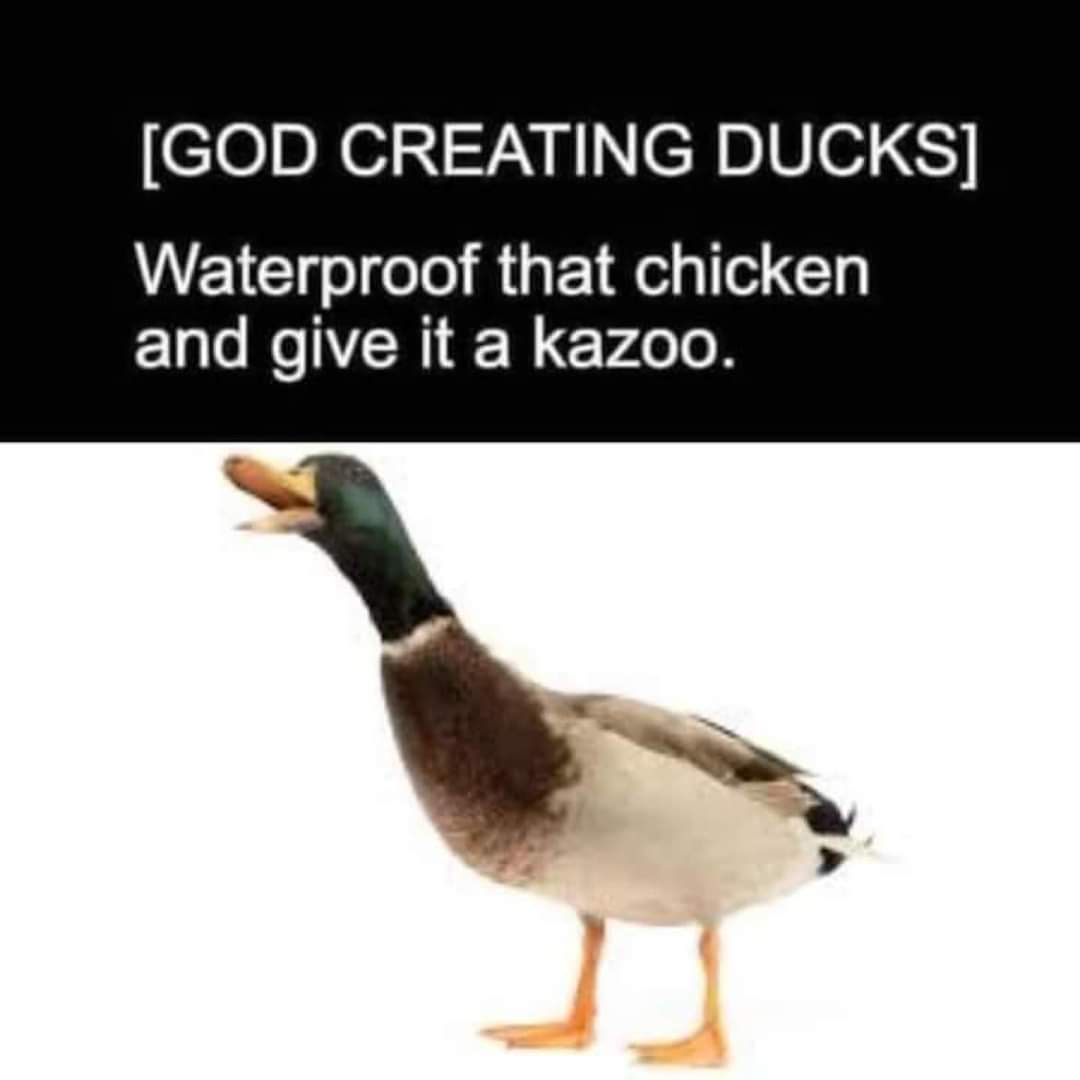 [GOD CREATING DUCKS]
Waterproof that chicken
and give it a kazoo.